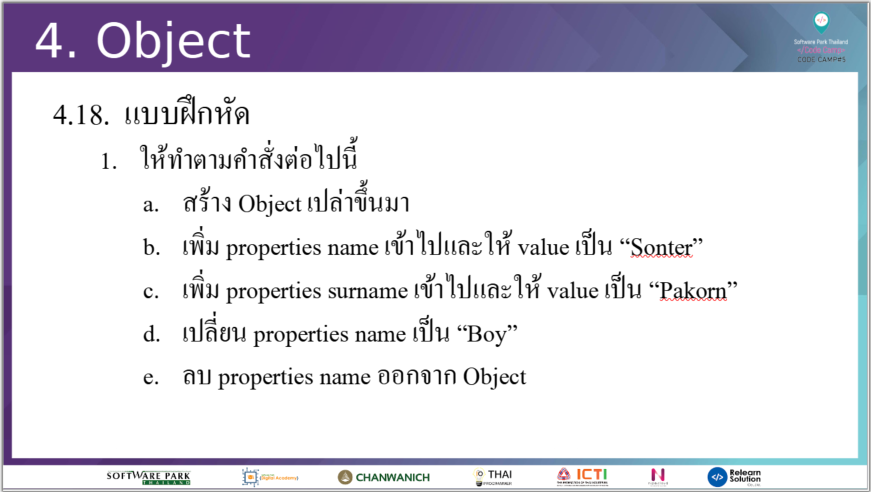 4. Object
Software Park Thailand
CODE CAMP#5
4.18. แบบฝึกหัด
1. ให้ทำตามคำสั่งต่อไปนี้
a. สร้าง Object เปล่าขึ้นมา
b. เพิ่ม properties name เข้าไปและให้ value เป็น “Sonter”
c. เพิ่ม properties surname เข้าไปและให้ value เป็น “Pakorn”
d. เปลี่ยน properties name เป็น “Boy”
e. ลบ properties name ออกจาก Object
SOFTWARE PARK
THAILAND
Digital Academy
CHANWANICH
THAI
PROGRAMMER
ICTI
Relearn
Solution
Co., Ltd.